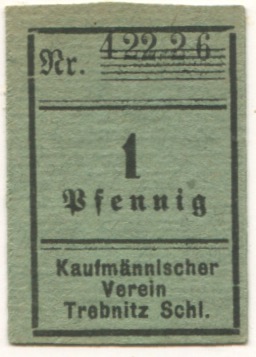 Nr. 42226
1
Pfennig
Kaufmännischer
Verein
Trebnitz Schl.